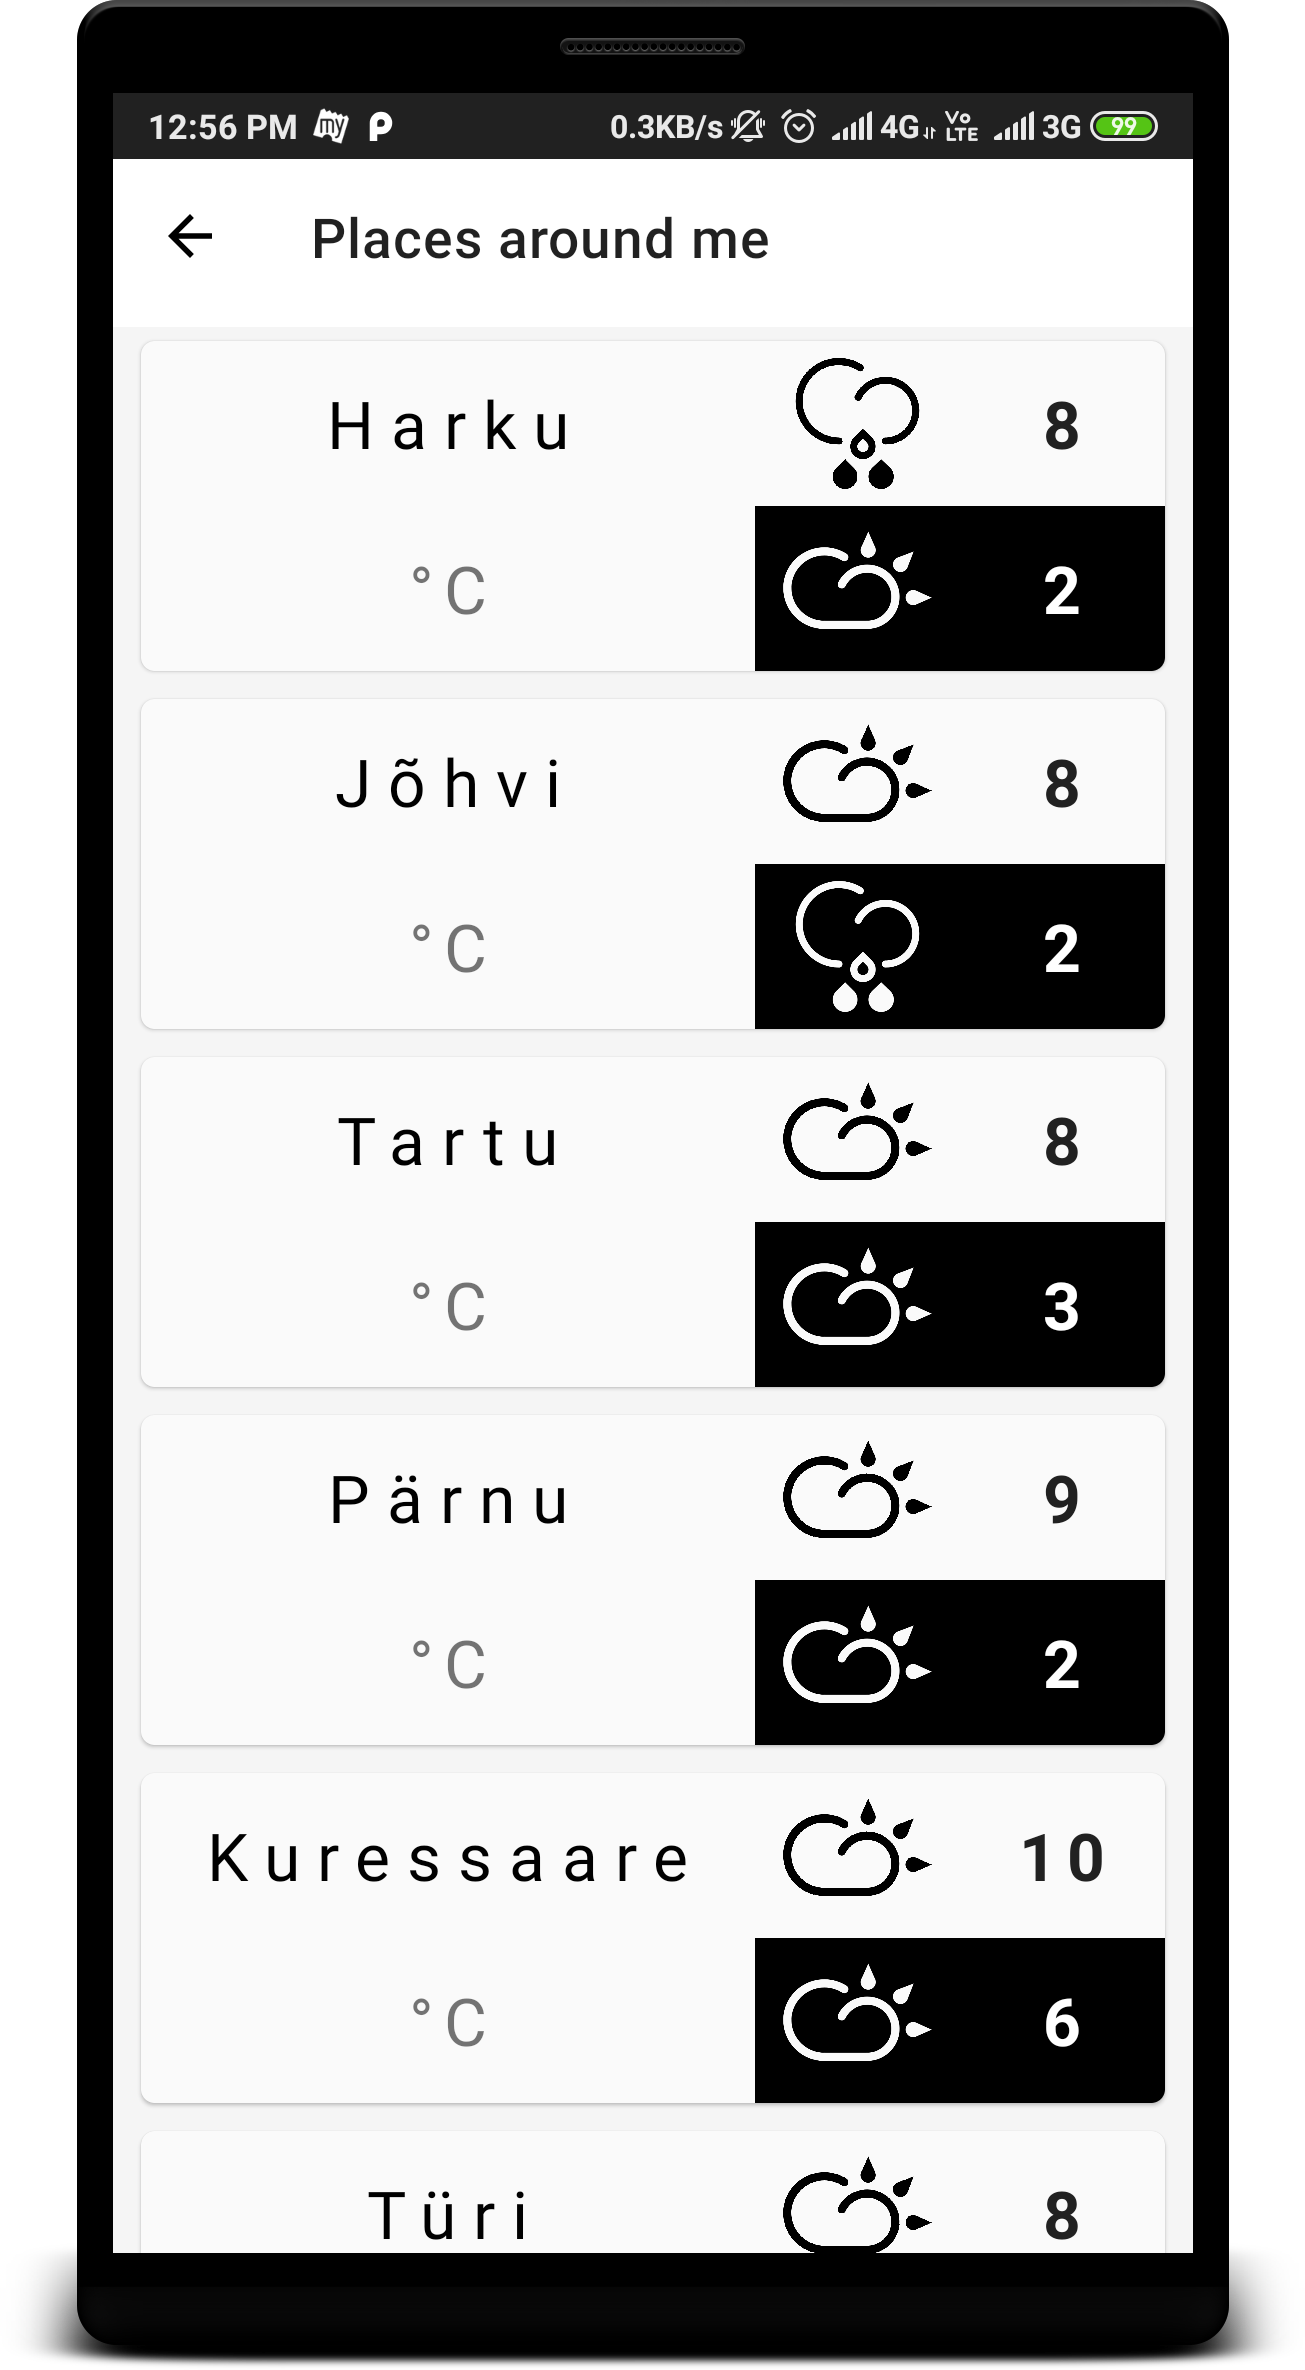 12:56 PM my P 0.3KB/s 4G Vo LTE 3G 99
Places around me
Harku 8
°C 2
Jõhvi 8
°C 2
Tartu 8
°C 3
Pärnu 9
°C 2
Kuressaare 10
°C 6
Türi 8